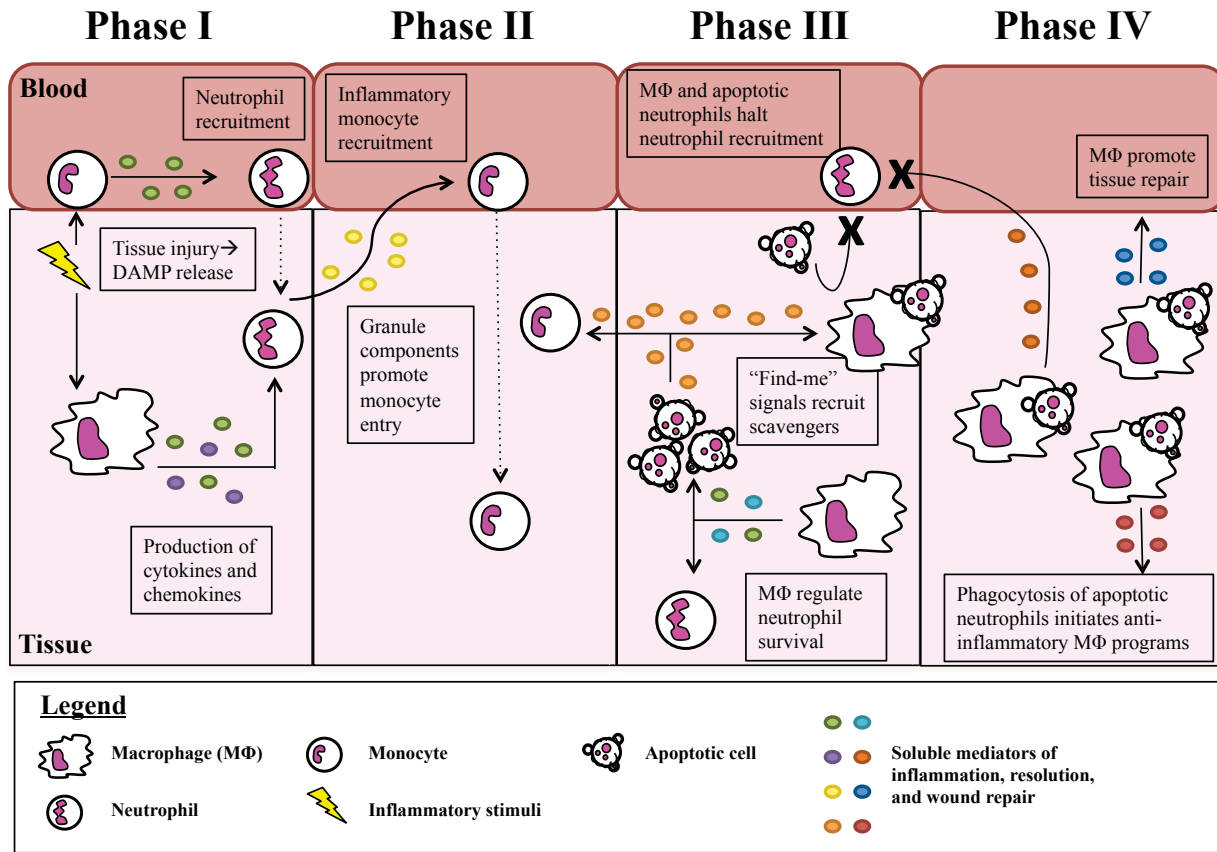 Phase I
Phase II
Phase III
Phase IV
Blood
Neutrophil
recruitment
Tissue injury→
DAMP release
Production of
cytokines and
chemokines
Tissue
Inflammatory
monocyte
recruitment
Granule
components
promote
monocyte
entry
MΦ and apoptotic
neutrophils halt
neutrophil recruitment
X
X
"Find-me"
signals recruit
scavengers
MΦ regulate
neutrophil
survival
MΦ promote
tissue repair
Phagocytosis of apoptotic
neutrophils initiates anti-
inflammatory MΦ programs
Legend
Macrophage (MΦ)
Monocyte
Apoptotic cell
Soluble mediators of
inflammation, resolution,
and wound repair
Neutrophil
Inflammatory stimuli